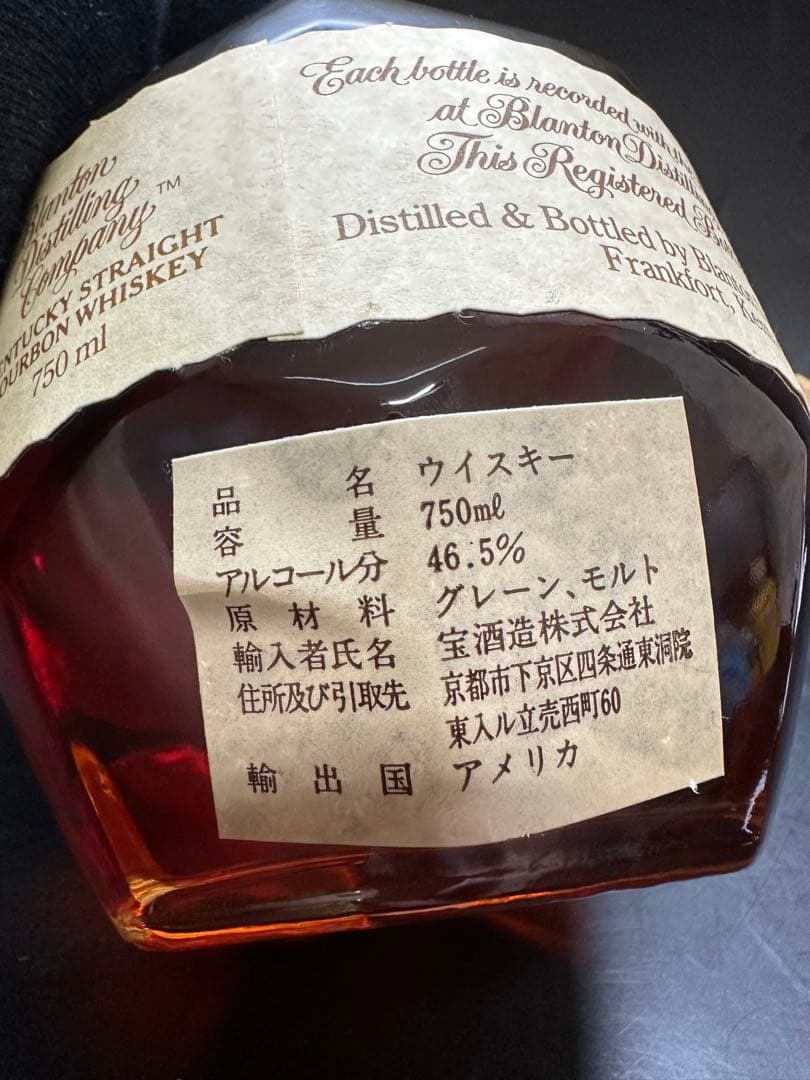 Blanton
Distilling
Company™
KENTUCKY STRAIGHT
BOURBON WHISKEY
750 ml
Each bottle is recorded with
at Blanton
This Registered
Distilled & Bottled by
Frankfort,
品名 ウイスキー
容量 750ml
アルコール分 46.5%
原材料 グレーン、モルト
輸入者氏名 宝酒造株式会社
住所及び引取先 京都市下京区四条通東洞院
東入ル立売西町60
輸出国 アメリカ